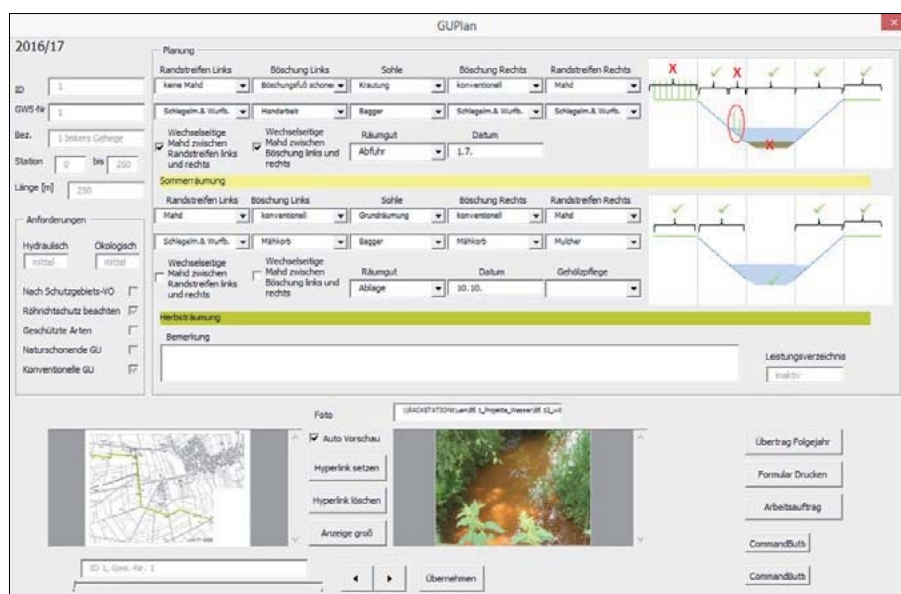 GUPlan
2016/17
ID 1
GWS-Nr 1
Bez. 1 Imkers Gehege
Station 0 bis 250
Länge [m] 250
Anforderungen
Hydraulisch Ökologisch
mittel mittel
Nach Schutzgebiets-VO
Röhrichtschutz beachten
Geschützte Arten
Naturschonende GU
Konventionelle GU
Planung
Randstreifen Links Böschung Links Sohle Böschung Rechts Randstreifen Rechts
keine Mahd Böschungsfuß schonen Krautung konventionell Mahd
Schlegelm.& Wurfb. Handarbeit Bagger Schlegelm.& Wurfb. Schlegelm.& Wurfb.
Wechselseitige Mahd zwischen Randstreifen links und rechts
Wechselseitige Mahd zwischen Böschung links und rechts
Räumgut Datum
Abfuhr 1.7.
X X X
Sommerräumung
Randstreifen Links Böschung Links Sohle Böschung Rechts Randstreifen Rechts
Mahd konventionell Grundräumung konventionell Mahd
Schlegelm.& Wurfb. Mähkorb Bagger Mähkorb Mulcher
Wechselseitige Mahd zwischen Randstreifen links und rechts
Wechselseitige Mahd zwischen Böschung links und rechts
Räumgut Datum Gehölzpflege
Ablage 10.10.
Herbsträumung
Bemerkung
Leistungsverzeichnis
inaktiv
Foto
Auto Vorschau
Hyperlink setzen
Hyperlink löschen
Anzeige groß
Übertrag Folgejahr
Formular Drucken
Arbeitsauftrag
CommandButt
CommandButt
ID 1, Gws.-Nr. 1
Übernehmen